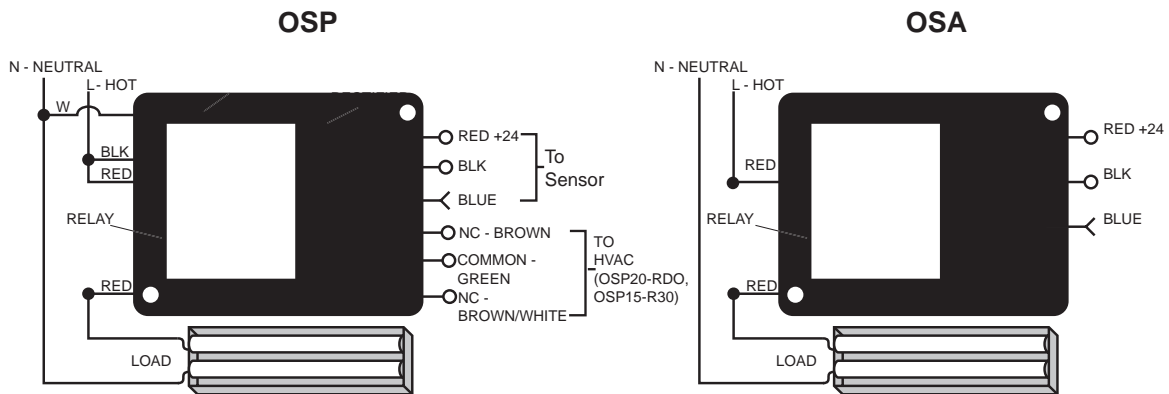 OSP
N - NEUTRAL
L - HOT
W
BLK
RED
RELAY
RED
LOAD
RED +24
BLK
BLUE
To
Sensor
NC - BROWN
COMMON -
GREEN
NC -
BROWN/WHITE
TO
HVAC
(OSP20-RDO,
OSP15-R30)
OSA
N - NEUTRAL
L - HOT
RED
RELAY
RED
LOAD
RED +24
BLK
BLUE